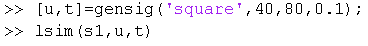 >> [u,t]=gensig('square',40,80,0.1);
>> lsim(s1,u,t)